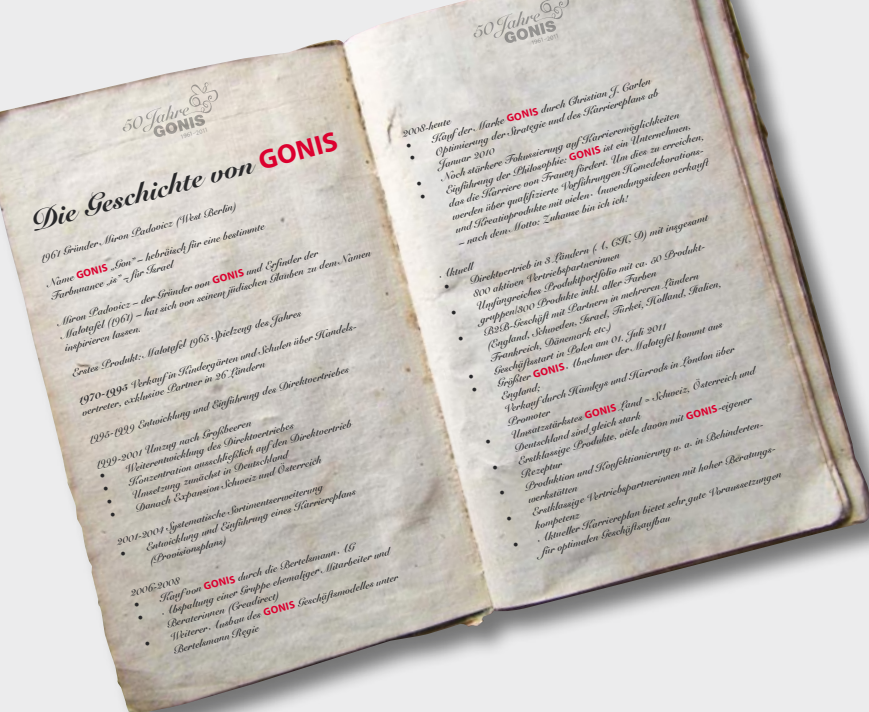 50 Jahre
GONIS
1961-2011
Die Geschichte von GONIS
1961 Gründer Miron Padovicz (West Berlin)
Name GONIS „Gon“ – hebräisch für eine bestimmte
Farbnuance „is“ – für Israel
Miron Padovicz – der Gründer von GONIS und Erfinder der
Malotafel (1961) – hat sich von seinem jüdischen Glauben zu dem Namen
inspirieren lassen.
Erstes Produkt: Malotafel 1963 Spielzeug des Jahres
1970-1995 Verkauf in Kindergärten und Schulen über Handels-
vertreter, exklusive Partner in 26 Ländern
1995-1999 Entwicklung und Einführung des Direktvertriebes
1999-2001 Umzug nach Großbeeren
• Weiterentwicklung des Direktvertriebes
• Konzentration ausschließlich auf den Direktvertrieb
• Umsetzung zunächst in Deutschland
• Danach Expansion Schweiz und Österreich
2001-2004 Systematische Sortimentserweiterung
• Entwicklung und Einführung eines Karriereplans
(Provisionsplans)
2006-2008
• Kauf von GONIS durch die Bertelsmann AG
• Abspaltung einer Gruppe ehemaliger Mitarbeiter und
Beraterinnen (Creadirect)
• Weiterer Ausbau des GONIS Geschäftsmodelles unter
Bertelsmann Regie
50 Jahre
GONIS
1961-2011
2008-heute
• Kauf der Marke GONIS durch Christian J. Carlen
• Optimierung der Strategie und des Karriereplans ab
Januar 2010
• Noch stärkere Fokussierung auf Karrieremöglichkeiten
• Einführung der Philosophie: GONIS ist ein Unternehmen,
das die Karriere von Frauen fördert. Um dies zu erreichen,
werden über qualifizierte Vorführungen Homedekorations-
und Kreativprodukte mit vielen Anwendungsideen verkauft
– nach dem Motto: Zuhause bin ich ich!
Aktuell
• Direktvertrieb in 3 Ländern (A, CH, D) mit insgesamt
800 aktiven Vertriebspartnerinnen
• Umfangreiches Produktportfolio mit ca. 50 Produkt-
gruppen/300 Produkte inkl. aller Farben
• B2B-Geschäft mit Partnern in mehreren Ländern
(England, Schweden, Israel, Türkei, Holland, Italien,
Frankreich, Dänemark etc.)
• Geschäftsstart in Polen am 01. Juli 2011
• Größter GONIS. Abnehmer der Malotafel kommt aus
England;
Verkauf durch Hamleys und Harrods in London über
Promoter
• Umsatzstärkstes GONIS Land = Schweiz, Österreich und
Deutschland sind gleich stark
• Erstklassige Produkte, viele davon mit GONIS-eigener
Rezeptur
• Produktion und Konfektionierung u. a. in Behinderten-
werkstätten
• Erstklassige Vertriebspartnerinnen mit hoher Beratungs-
kompetenz
• Aktueller Karriereplan bietet sehr gute Voraussetzungen
für optimalen Geschäftsaufbau